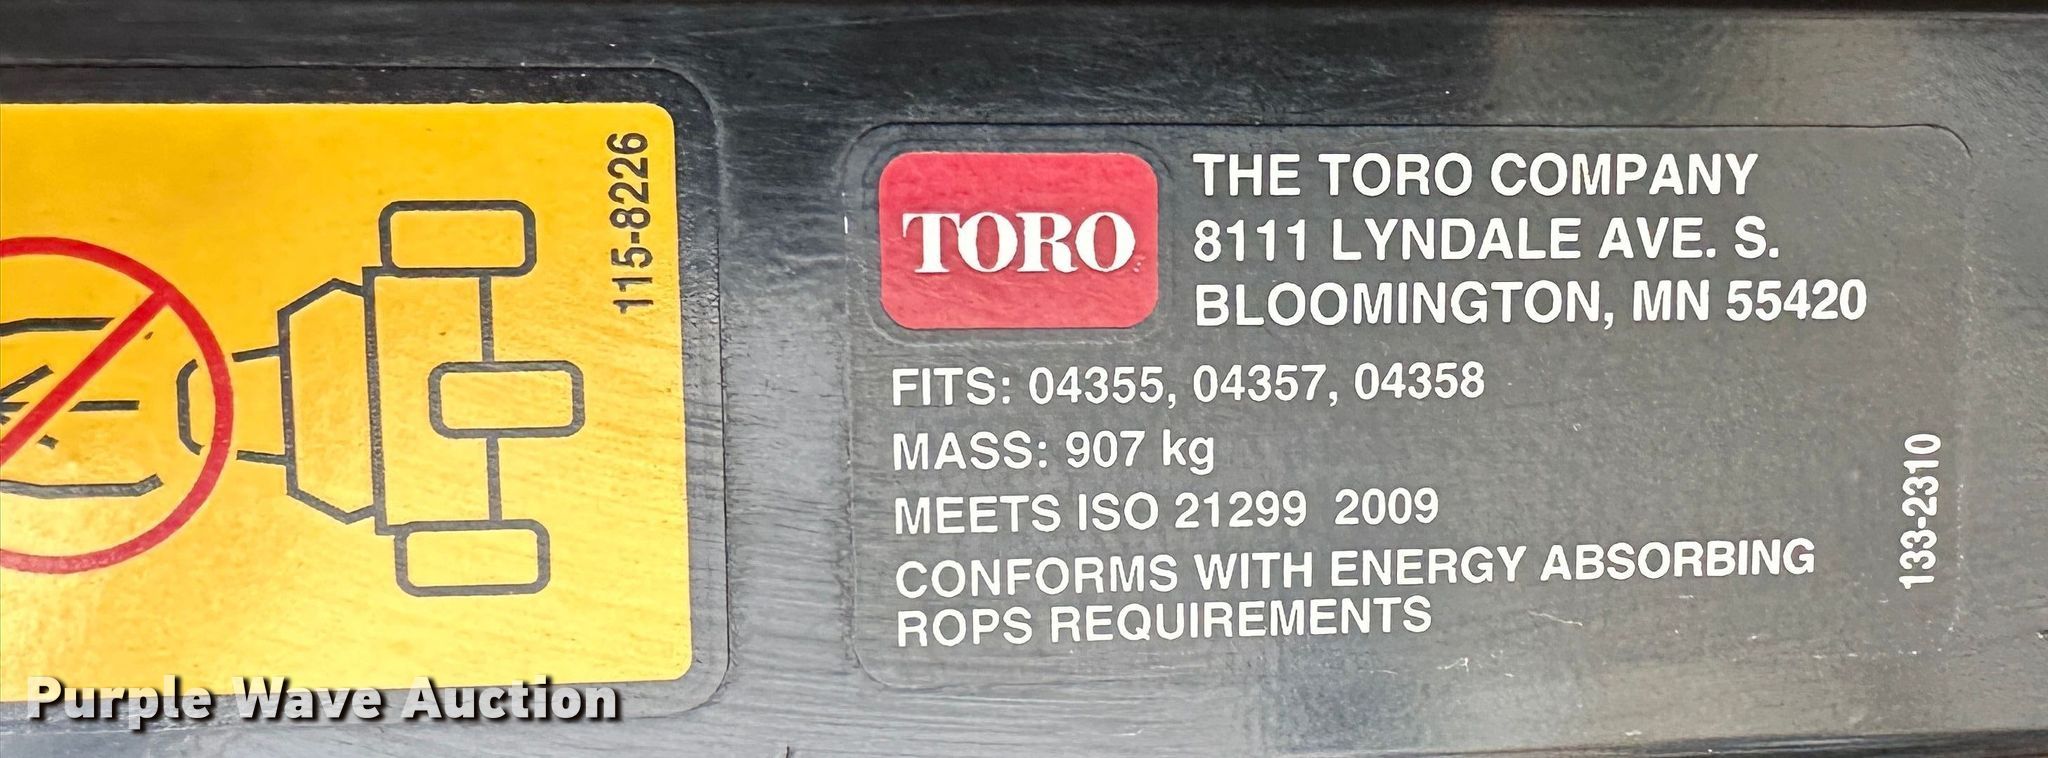 115-8226
TORO
THE TORO COMPANY
8111 LYNDALE AVE. S.
BLOOMINGTON, MN 55420
FITS: 04355, 04357, 04358
MASS: 907 kg
MEETS ISO 21299 2009
CONFORMS WITH ENERGY ABSORBING
ROPS REQUIREMENTS
133-2310
Purple Wave Auction